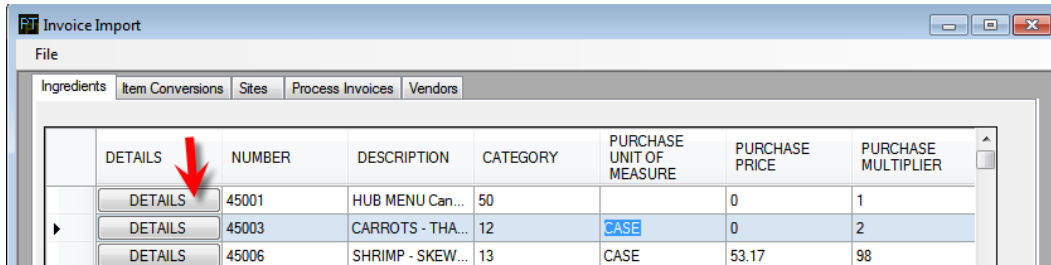 PT Invoice Import
File
Ingredients Item Conversions Sites Process Invoices Vendors
DETAILS NUMBER DESCRIPTION CATEGORY PURCHASE UNIT OF MEASURE PURCHASE PRICE PURCHASE MULTIPLIER
DETAILS 45001 HUB MENU Can... 50 0 1
DETAILS 45003 CARROTS - THA... 12 CASE 0 2
DETAILS 45006 SHRIMP - SKEW... 13 CASE 53.17 98